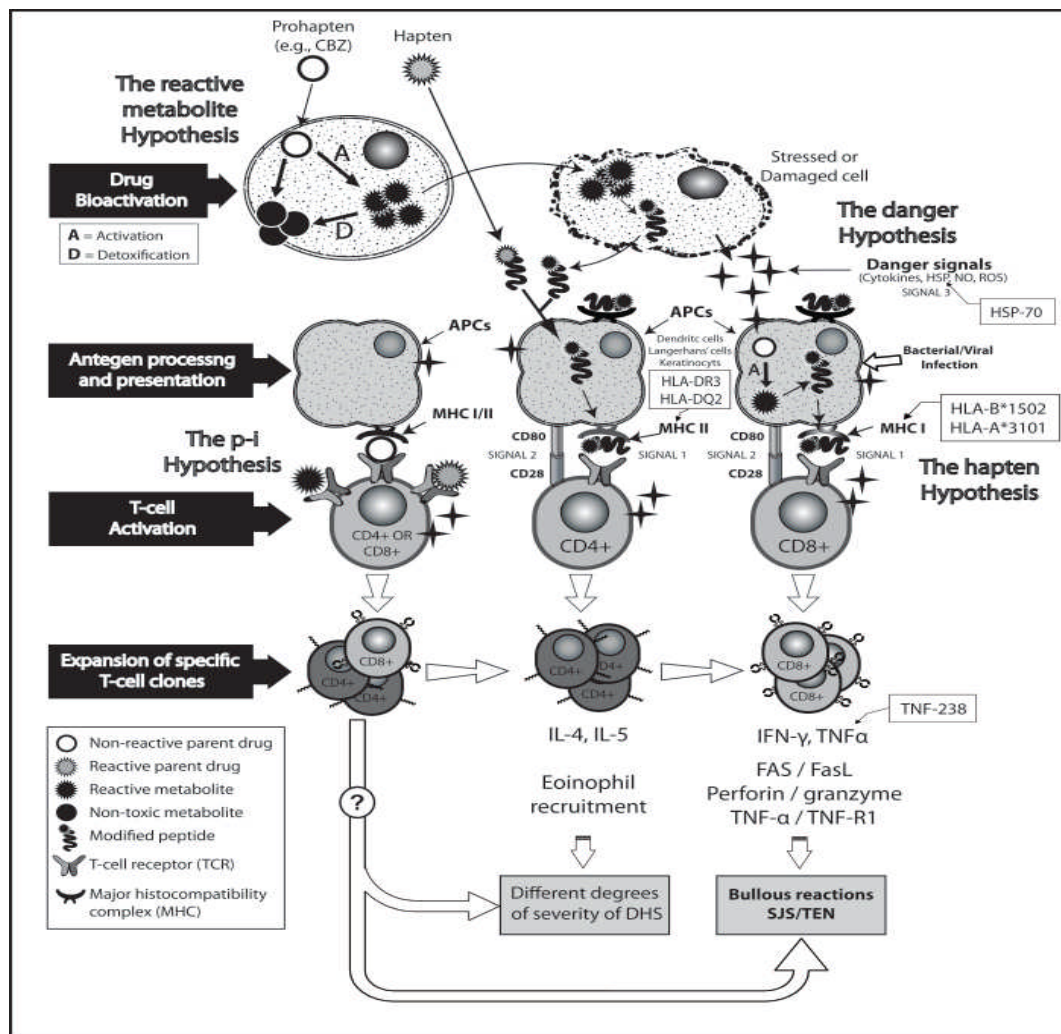 Prohapten
(e.g., CBZ)
Hapten
The reactive
metabolite
Hypothesis
A
D
Stressed or
Damaged cell
Drug
Bioactivation
A = Activation
D = Detoxification
The danger
Hypothesis
Danger signals
(Cytokines, HSP, NO, ROS)
SIGNAL 3
HSP-70
APCs
APCs
Dendritc cells
Langerhans' cells
Keratinocyts
Antegen processng
and presentation
A
Bacterial/Viral
Infection
HLA-DR3
HLA-DQ2
HLA-B*1502
HLA-A*3101
MHC I/II
CD80
MHC II
CD80
MHC I
SIGNAL 2
SIGNAL 1
SIGNAL 2
SIGNAL 1
CD28
CD28
The p-i
Hypothesis
The hapten
Hypothesis
T-cell
Activation
CD4+ OR
CD8+
CD4+
CD8+
Expansion of specific
T-cell clones
CD8+
CD4+
CD4+
CD4+
CD4+
CD4+
CD8+
CD8+
TNF-238
IL-4, IL-5
IFN-γ, TNFα
Eoinophil
recruitment
FAS / FasL
Perforin / granzyme
TNF-α / TNF-R1
Non-reactive parent drug
Reactive parent drug
Reactive metabolite
Non-toxic metabolite
Modified peptide
T-cell receptor (TCR)
Major histocompatibility
complex (MHC)
?
Different degrees
of severity of DHS
Bullous reactions
SJS/TEN